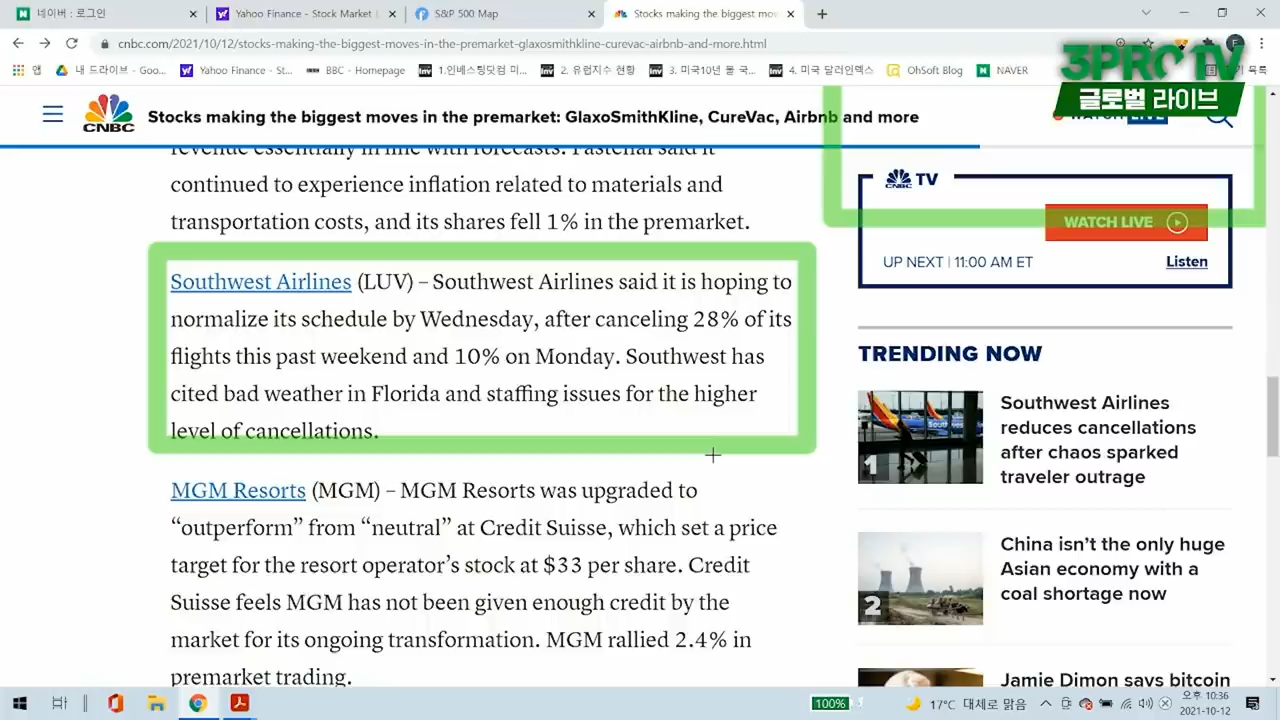 네이버 : 로그인
Yahoo Finance - Stock Market
S&P 500 Map
Stocks making the biggest mov
cnbc.com/2021/10/12/stocks-making-the-biggest-moves-in-the-premarket-glaxosmithkline-curevac-airbnb-and-more.html
앱
내 드라이브 - Goo...
Yahoo Finance - St...
BBC - Homepage
1.인베스팅닷컴 미...
2. 유럽지수 현황
3. 미국10년 물 국...
4. 미국 달러인덱스
OhSoft Blog
NAVER
목록
3PRO TV
글로벌 라이브
CNBC
Stocks making the biggest moves in the premarket: GlaxoSmithKline, CureVac, Airbnb and more
WATCH LIVE
revenue essentially in line with forecasts. Fastenal said it
continued to experience inflation related to materials and
transportation costs, and its shares fell 1% in the premarket.
Southwest Airlines (LUV) – Southwest Airlines said it is hoping to
normalize its schedule by Wednesday, after canceling 28% of its
flights this past weekend and 10% on Monday. Southwest has
cited bad weather in Florida and staffing issues for the higher
level of cancellations.
MGM Resorts (MGM) – MGM Resorts was upgraded to
“outperform” from “neutral” at Credit Suisse, which set a price
target for the resort operator’s stock at $33 per share. Credit
Suisse feels MGM has not been given enough credit by the
market for its ongoing transformation. MGM rallied 2.4% in
premarket trading.
CNBC TV
WATCH LIVE
UP NEXT | 11:00 AM ET
Listen
TRENDING NOW
1
Southwest Airlines
reduces cancellations
after chaos sparked
traveler outrage
2
China isn’t the only huge
Asian economy with a
coal shortage now
Jamie Dimon says bitcoin
100%
17°C 대체로 맑음
오후 10:36
2021-10-12